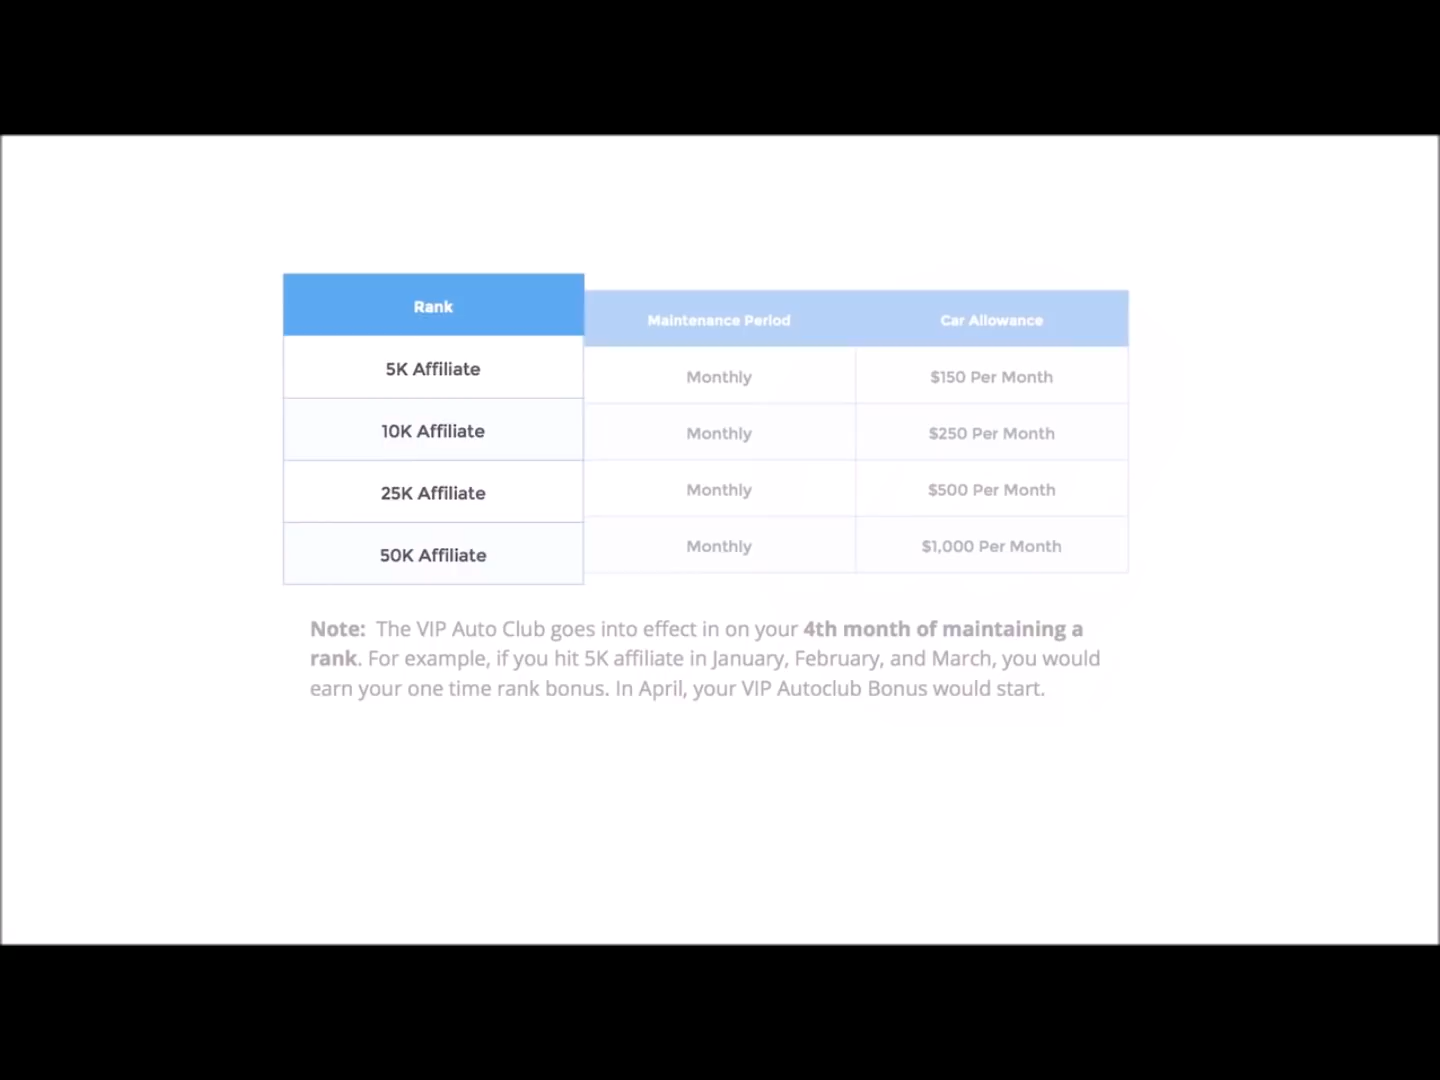 Rank Maintenance Period Car Allowance
5K Affiliate Monthly $150 Per Month
10K Affiliate Monthly $250 Per Month
25K Affiliate Monthly $500 Per Month
50K Affiliate Monthly $1,000 Per Month
Note: The VIP Auto Club goes into effect in on your 4th month of maintaining a
rank. For example, if you hit 5K affiliate in January, February, and March, you would
earn your one time rank bonus. In April, your VIP Autoclub Bonus would start.